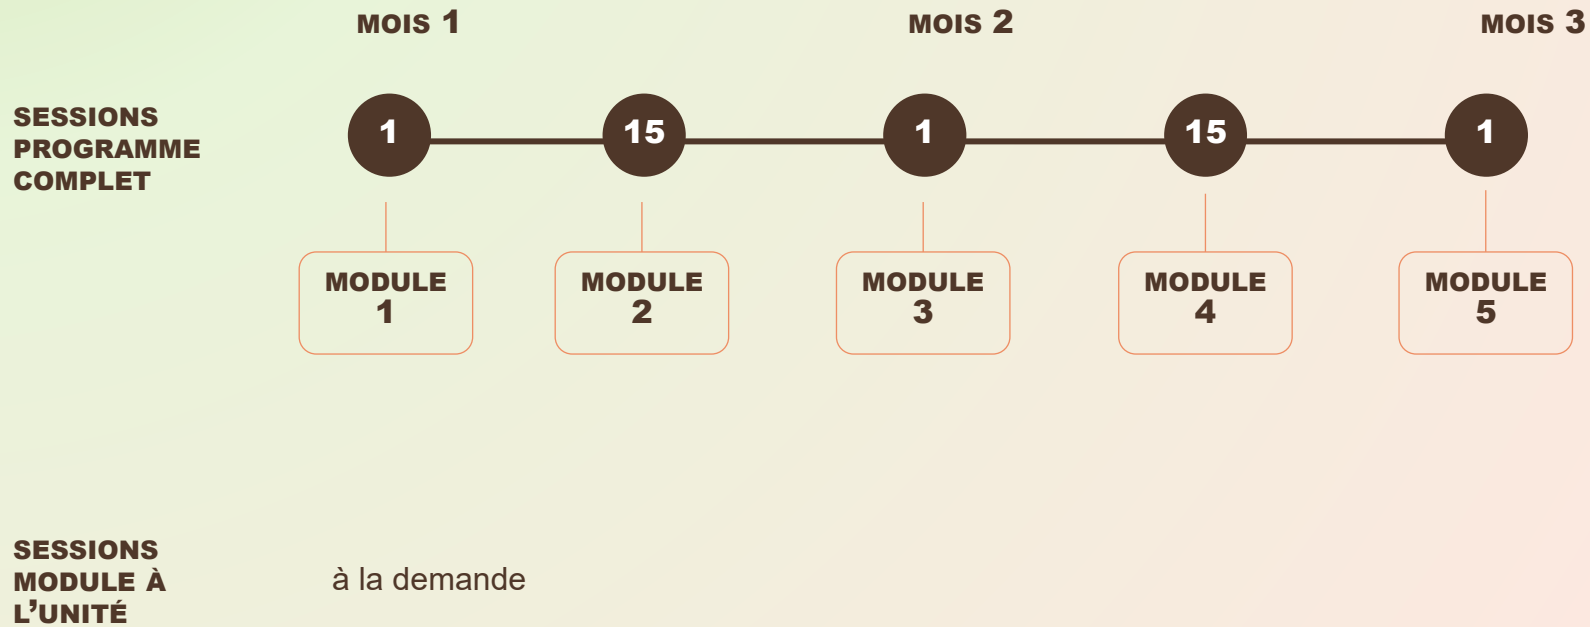 MOIS 1
MOIS 2
MOIS 3
SESSIONS
PROGRAMME
COMPLET
1
15
1
15
1
MODULE
1
MODULE
2
MODULE
3
MODULE
4
MODULE
5
SESSIONS
MODULE À
L’UNITÉ
à la demande